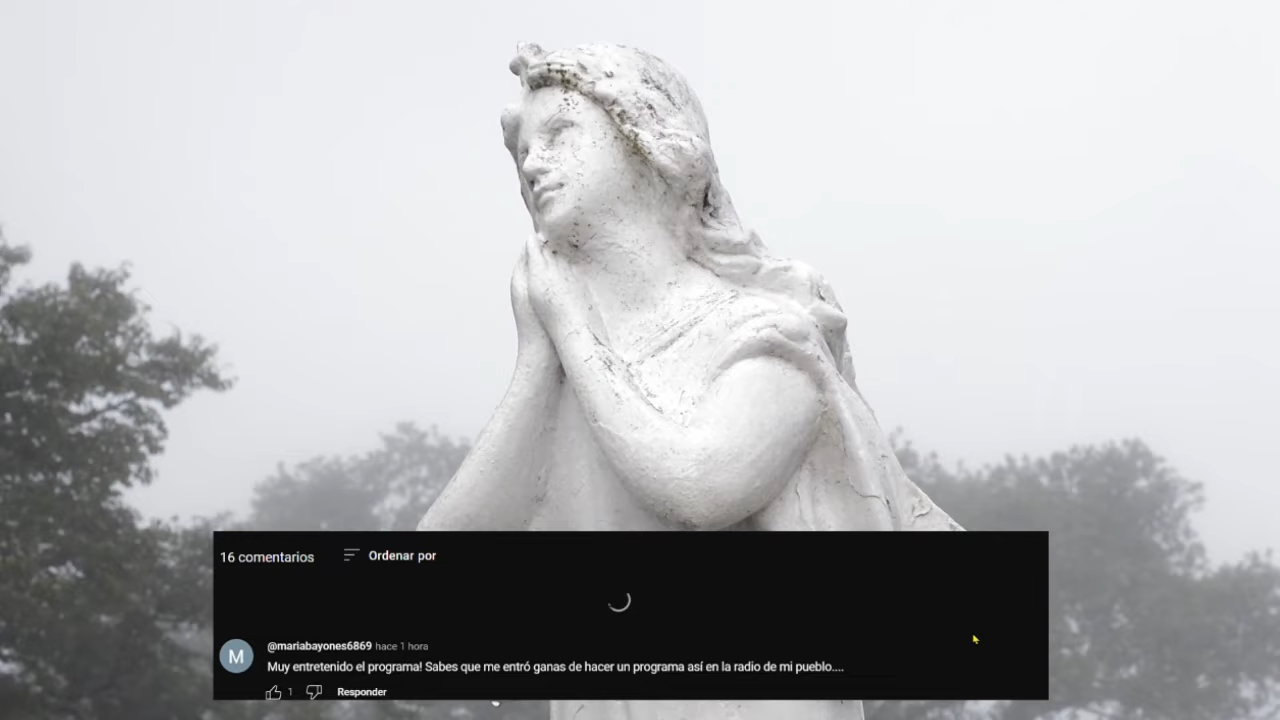 16 comentarios
Ordenar por
@mariabayones6869 hace 1 hora
Muy entretenido el programa! Sabes que me entró ganas de hacer un programa así en la radio de mi pueblo....
1
Responder